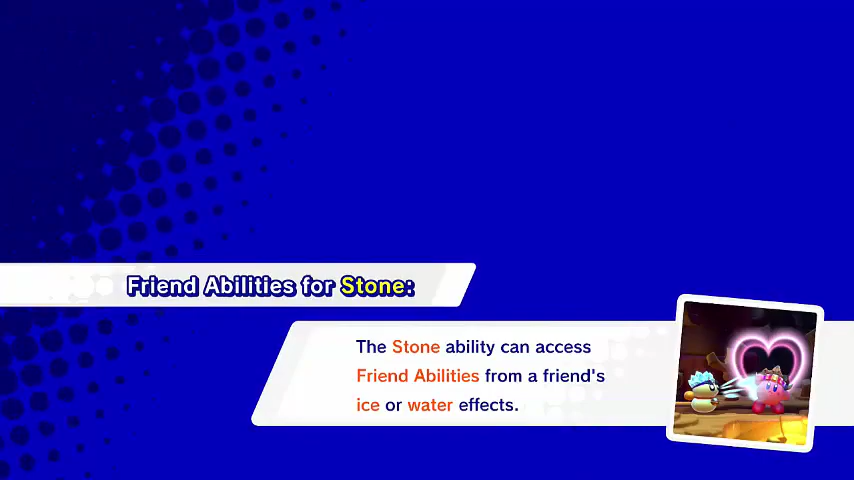 Friend Abilities for Stone:
The Stone ability can access
Friend Abilities from a friend's
ice or water effects.